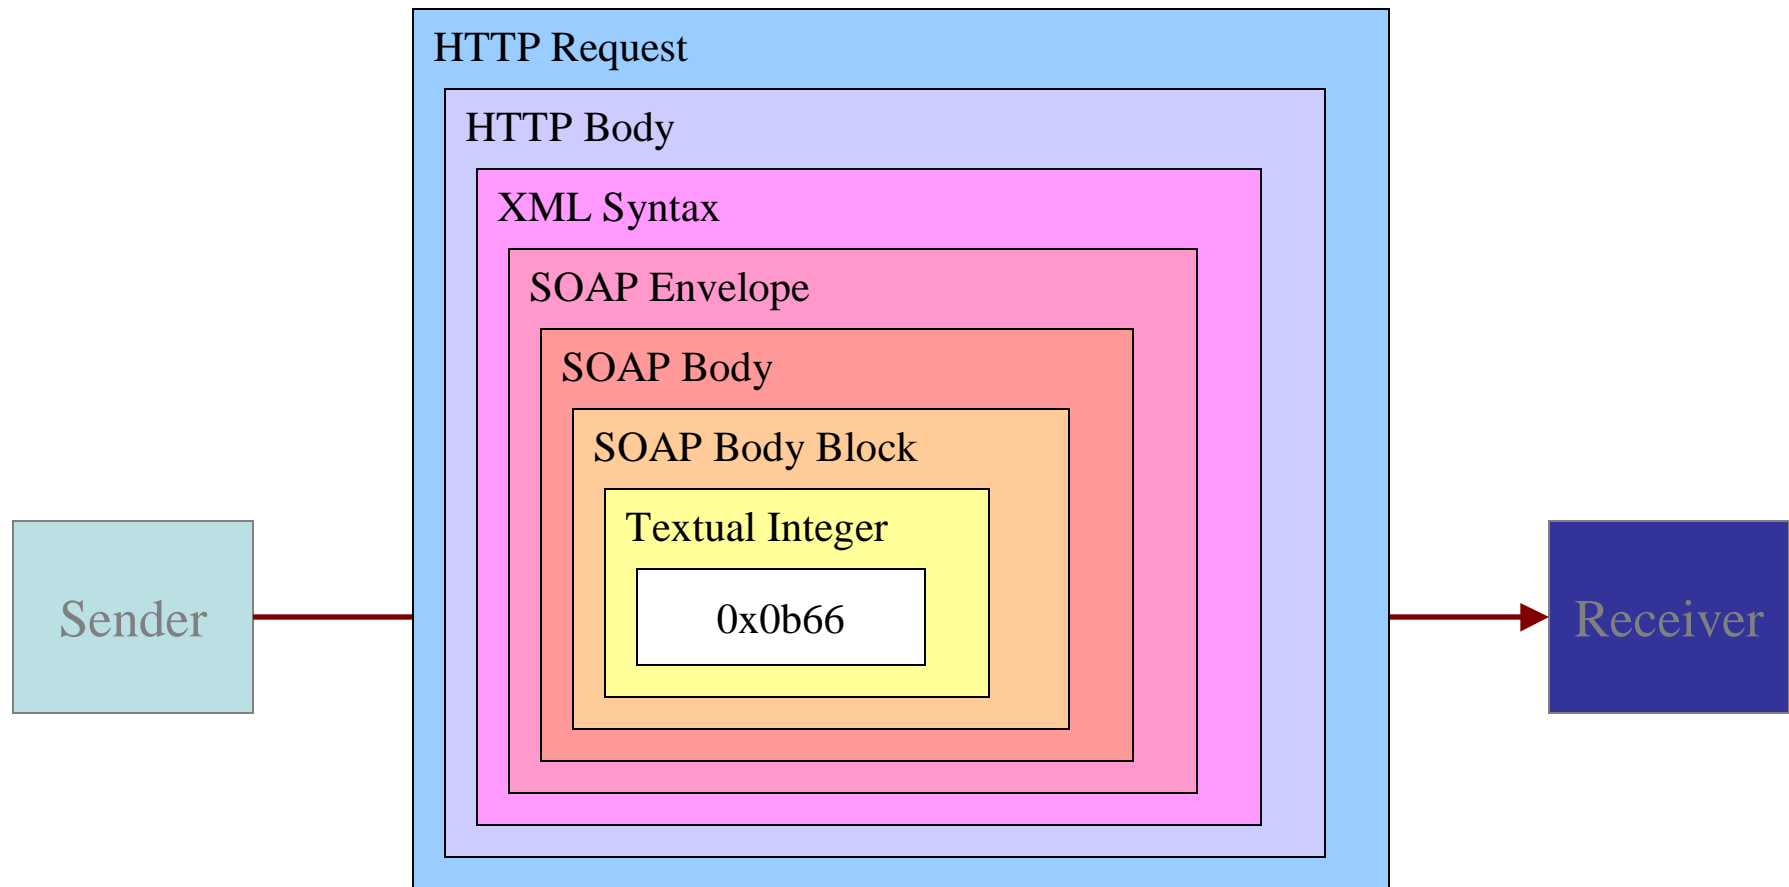 HTTP Request
HTTP Body
XML Syntax
SOAP Envelope
SOAP Body
SOAP Body Block
Textual Integer
0x0b66
Sender
Receiver